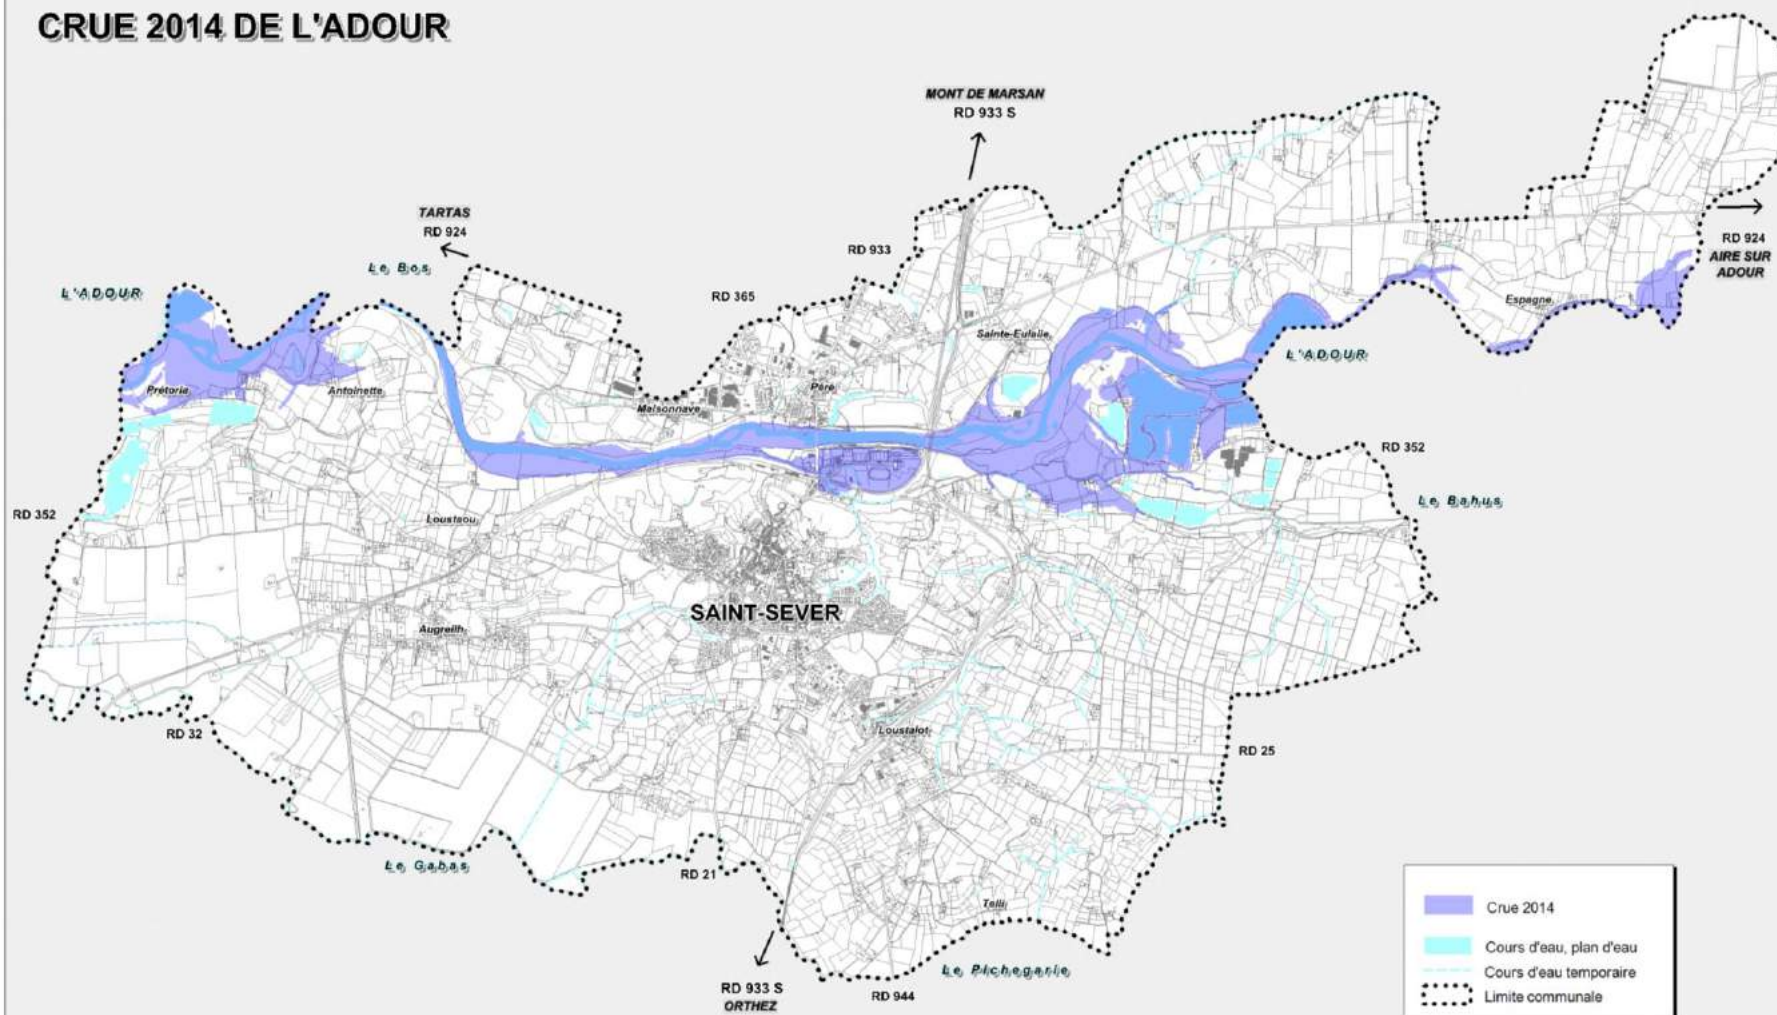 CRUE 2014 DE L'ADOUR
MONT DE MARSAN
RD 933 S
TARTAS
RD 924
RD 933
Le Bos
L'ADOUR
RD 365
RD 924
AIRE SUR
ADOUR
Espagne
Sainte-Eulalie
L'ADOUR
Prétoria
Antoinette
Péré
Maisonnave
RD 352
Le Bahus
RD 352
Loustaou
SAINT-SEVER
Augreilh
RD 32
Loustalot
RD 25
Le Gabas
RD 21
Telli
Le Pichegarie
RD 933 S
ORTHEZ
RD 944
Crue 2014
Cours d'eau, plan d'eau
Cours d'eau temporaire
Limite communale